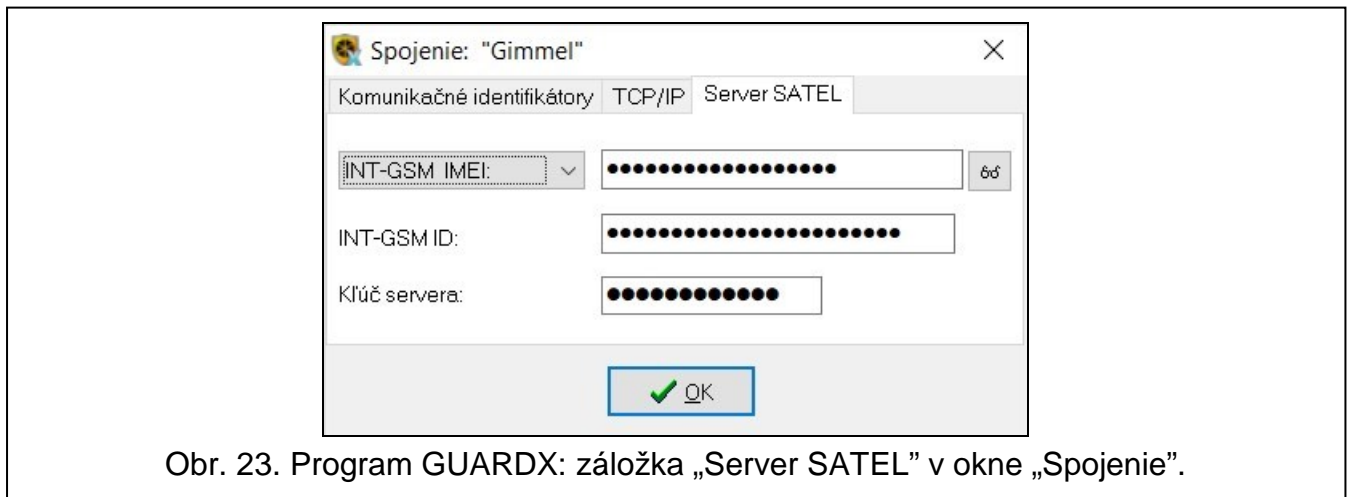 Spojenie: "Gimmel"
Komunikačné identifikátory TCP/IP Server SATEL
INT-GSM IMEI: ●●●●●●●●●●●●●●●●●●
INT-GSM ID: ●●●●●●●●●●●●●●●●●●●●●●●
Kľúč servera: ●●●●●●●●●●●●
OK
Obr. 23. Program GUARDX: záložka „Server SATEL” v okne „Spojenie”.